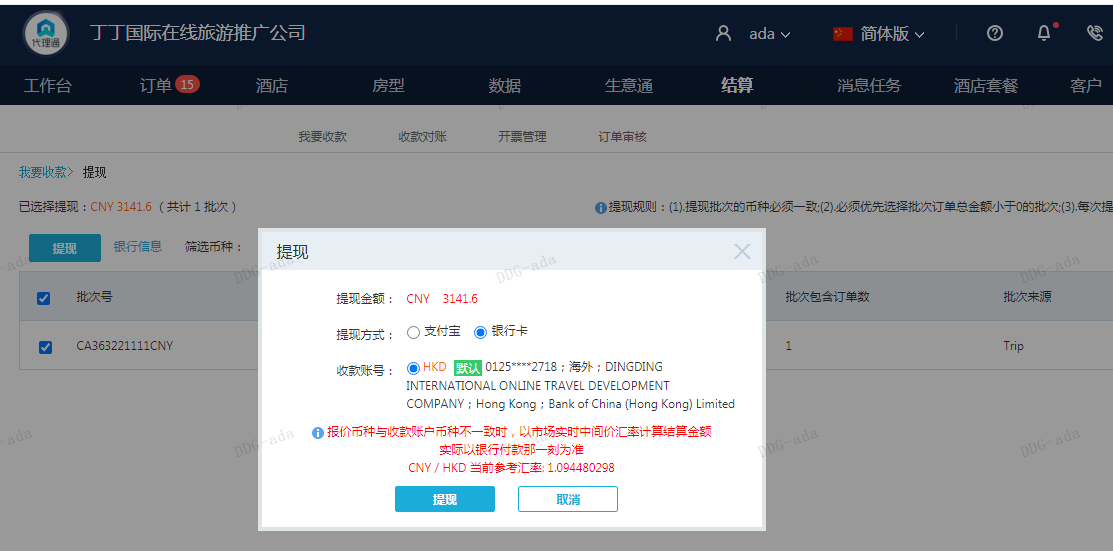 代理通
丁丁国际在线旅游推广公司
ada
简体版
工作台 订单 15 酒店 房型 数据 生意通 结算 消息任务 酒店套餐 客户
我要收款 收款对账 开票管理 订单审核
我要收款> 提现
已选择提现：CNY 3141.6 （共计 1 批次）
提现规则：(1).提现批次的币种必须一致;(2).必须优先选择批次订单总金额小于0的批次;(3).每次提
提现 银行信息 筛选币种：
批次号 批次包含订单数 批次来源
CA363221111CNY 1 Trip
提现
提现金额： CNY 3141.6
提现方式： 支付宝 银行卡
收款账号： HKD 默认 0125****2718；海外；DINGDING
INTERNATIONAL ONLINE TRAVEL DEVELOPMENT
COMPANY；Hong Kong；Bank of China (Hong Kong) Limited
报价币种与收款账户币种不一致时，以市场实时中间价汇率计算结算金额
实际以银行付款那一刻为准
CNY / HKD 当前参考汇率: 1.094480298
提现 取消
DDG-ada